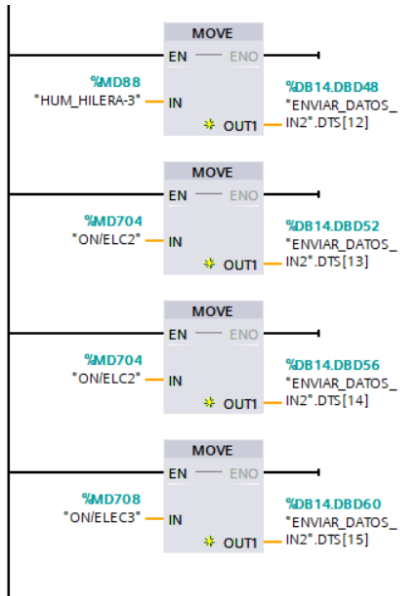 MOVE
EN ENO
%MD88
"HUM_HILERA-3" IN
%DB14.DBD48
"ENVIAR_DATOS_
OUT1 IN2".DTS[12]
MOVE
EN ENO
%MD704
"ON/ELC2" IN
%DB14.DBD52
"ENVIAR_DATOS_
OUT1 IN2".DTS[13]
MOVE
EN ENO
%MD704
"ON/ELC2" IN
%DB14.DBD56
"ENVIAR_DATOS_
OUT1 IN2".DTS[14]
MOVE
EN ENO
%MD708
"ON/ELEC3" IN
%DB14.DBD60
"ENVIAR_DATOS_
OUT1 IN2".DTS[15]